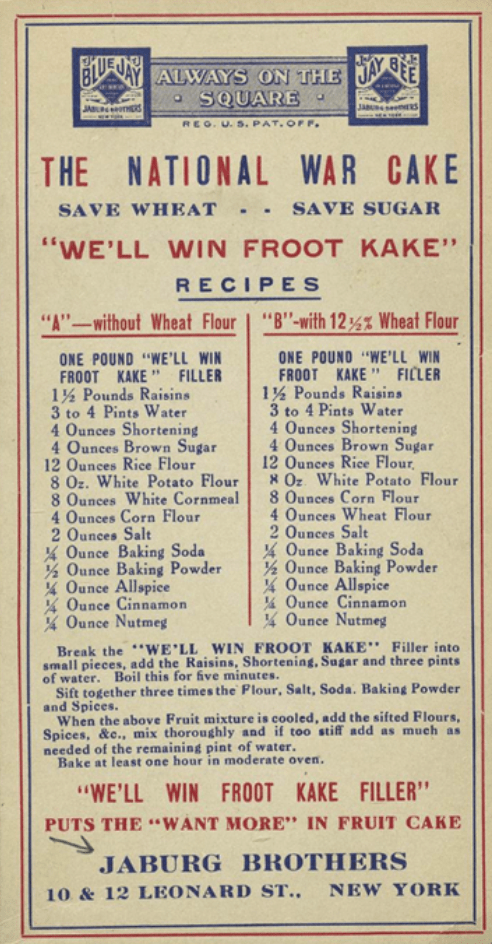 BLUE JAY
JABURG BROTHERS
NEW YORK
ALWAYS ON THE
· SQUARE ·
JAY BEE
JABURG BROTHERS
NEW YORK
REG. U. S. PAT. OFF.
THE NATIONAL WAR CAKE
SAVE WHEAT - - SAVE SUGAR
"WE'LL WIN FROOT KAKE"
RECIPES
"A"—without Wheat Flour
ONE POUND "WE'LL WIN
FROOT KAKE" FILLER
1½ Pounds Raisins
3 to 4 Pints Water
4 Ounces Shortening
4 Ounces Brown Sugar
12 Ounces Rice Flour
8 Oz. White Potato Flour
8 Ounces White Cornmeal
4 Ounces Corn Flour
2 Ounces Salt
¼ Ounce Baking Soda
½ Ounce Baking Powder
¼ Ounce Allspice
¼ Ounce Cinnamon
¼ Ounce Nutmeg
"B"-with 12½% Wheat Flour
ONE POUND "WE'LL WIN
FROOT KAKE" FILLER
1½ Pounds Raisins
3 to 4 Pints Water
4 Ounces Shortening
4 Ounces Brown Sugar
12 Ounces Rice Flour.
8 Oz. White Potato Flour
8 Ounces Corn Flour
4 Ounces Wheat Flour
2 Ounces Salt
¼ Ounce Baking Soda
½ Ounce Baking Powder
¼ Ounce Allspice
¼ Ounce Cinnamon
¼ Ounce Nutmeg
Break the "WE'LL WIN FROOT KAKE" Filler into
small pieces, add the Raisins, Shortening, Sugar and three pints
of water. Boil this for five minutes.
Sift together three times the Flour, Salt, Soda. Baking Powder
and Spices.
When the above Fruit mixture is cooled, add the sifted Flours,
Spices, &c., mix thoroughly and if too stiff add as much as
needed of the remaining pint of water.
Bake at least one hour in moderate oven.
"WE'LL WIN FROOT KAKE FILLER"
PUTS THE "WANT MORE" IN FRUIT CAKE
JABURG BROTHERS
10 & 12 LEONARD ST., NEW YORK